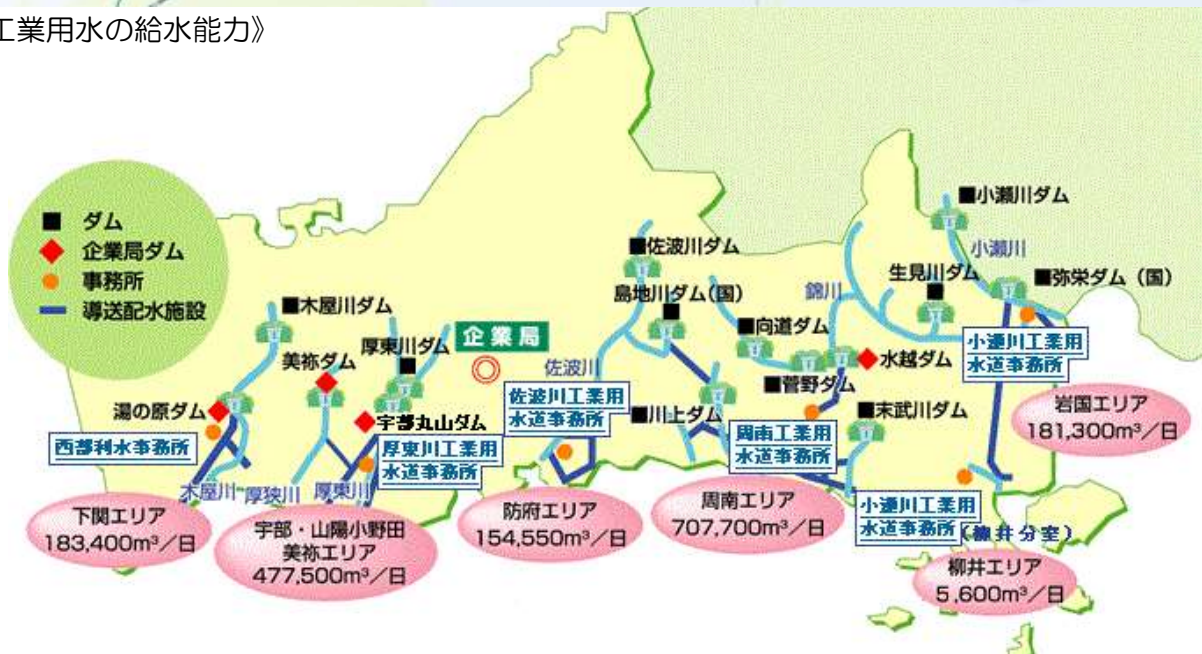 工業用水の給水能力》
■ ダム
◆ 企業局ダム
● 事務所
━ 導送配水施設
■小瀬川ダム
小瀬川
■佐波川ダム
生見川ダム
■
■弥栄ダム（国）
島地川ダム(国)
■
錦川
■木屋川ダム
■向道ダム
企業局
厚東川ダム
■
美祢ダム
佐波川
◆水越ダム
小瀬川工業用
水道事務所
■菅野ダム
佐波川工業用
水道事務所
湯の原ダム◆
◆宇部丸山ダム
■川上ダム
■末武川ダム
岩国エリア
181,300m³／日
西部利水事務所
厚東川工業用
水道事務所
周南工業用
水道事務所
木屋川
厚狭川
厚東川
小瀬川工業用
水道事務所
(柳井分室)
下関エリア
183,400m³／日
宇部・山陽小野田
美祢エリア
477,500m³／日
防府エリア
154,550m³／日
周南エリア
707,700m³／日
柳井エリア
5,600m³／日